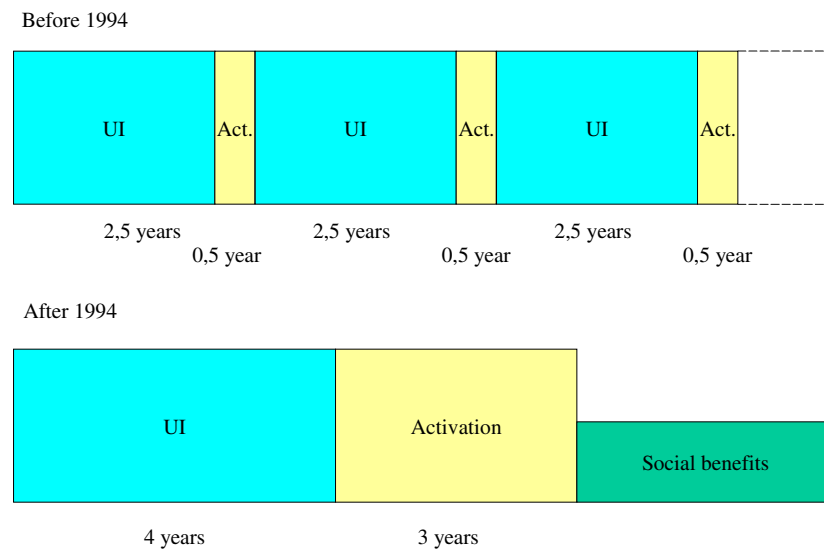 Before 1994
UI Act. UI Act. UI Act.
2,5 years 2,5 years 2,5 years
0,5 year 0,5 year 0,5 year
After 1994
UI Activation
Social benefits
4 years 3 years